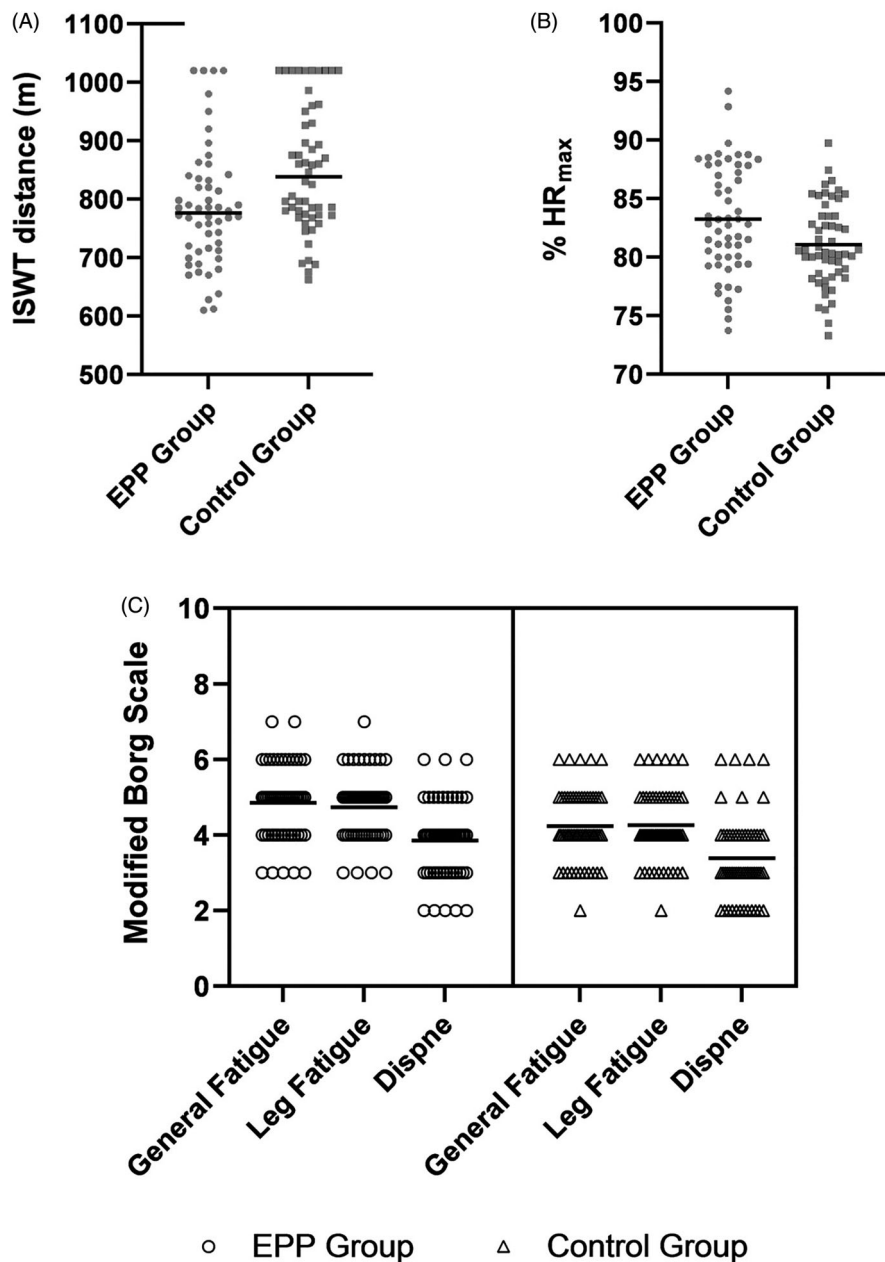 (A)
ISWT distance (m)
1100
1000
900
800
700
600
500
EPP Group
Control Group
(B)
% HRmax
100
95
90
85
80
75
70
EPP Group
Control Group
(C)
Modified Borg Scale
10
8
6
4
2
0
General Fatigue
Leg Fatigue
Dispne
General Fatigue
Leg Fatigue
Dispne
EPP Group
Control Group